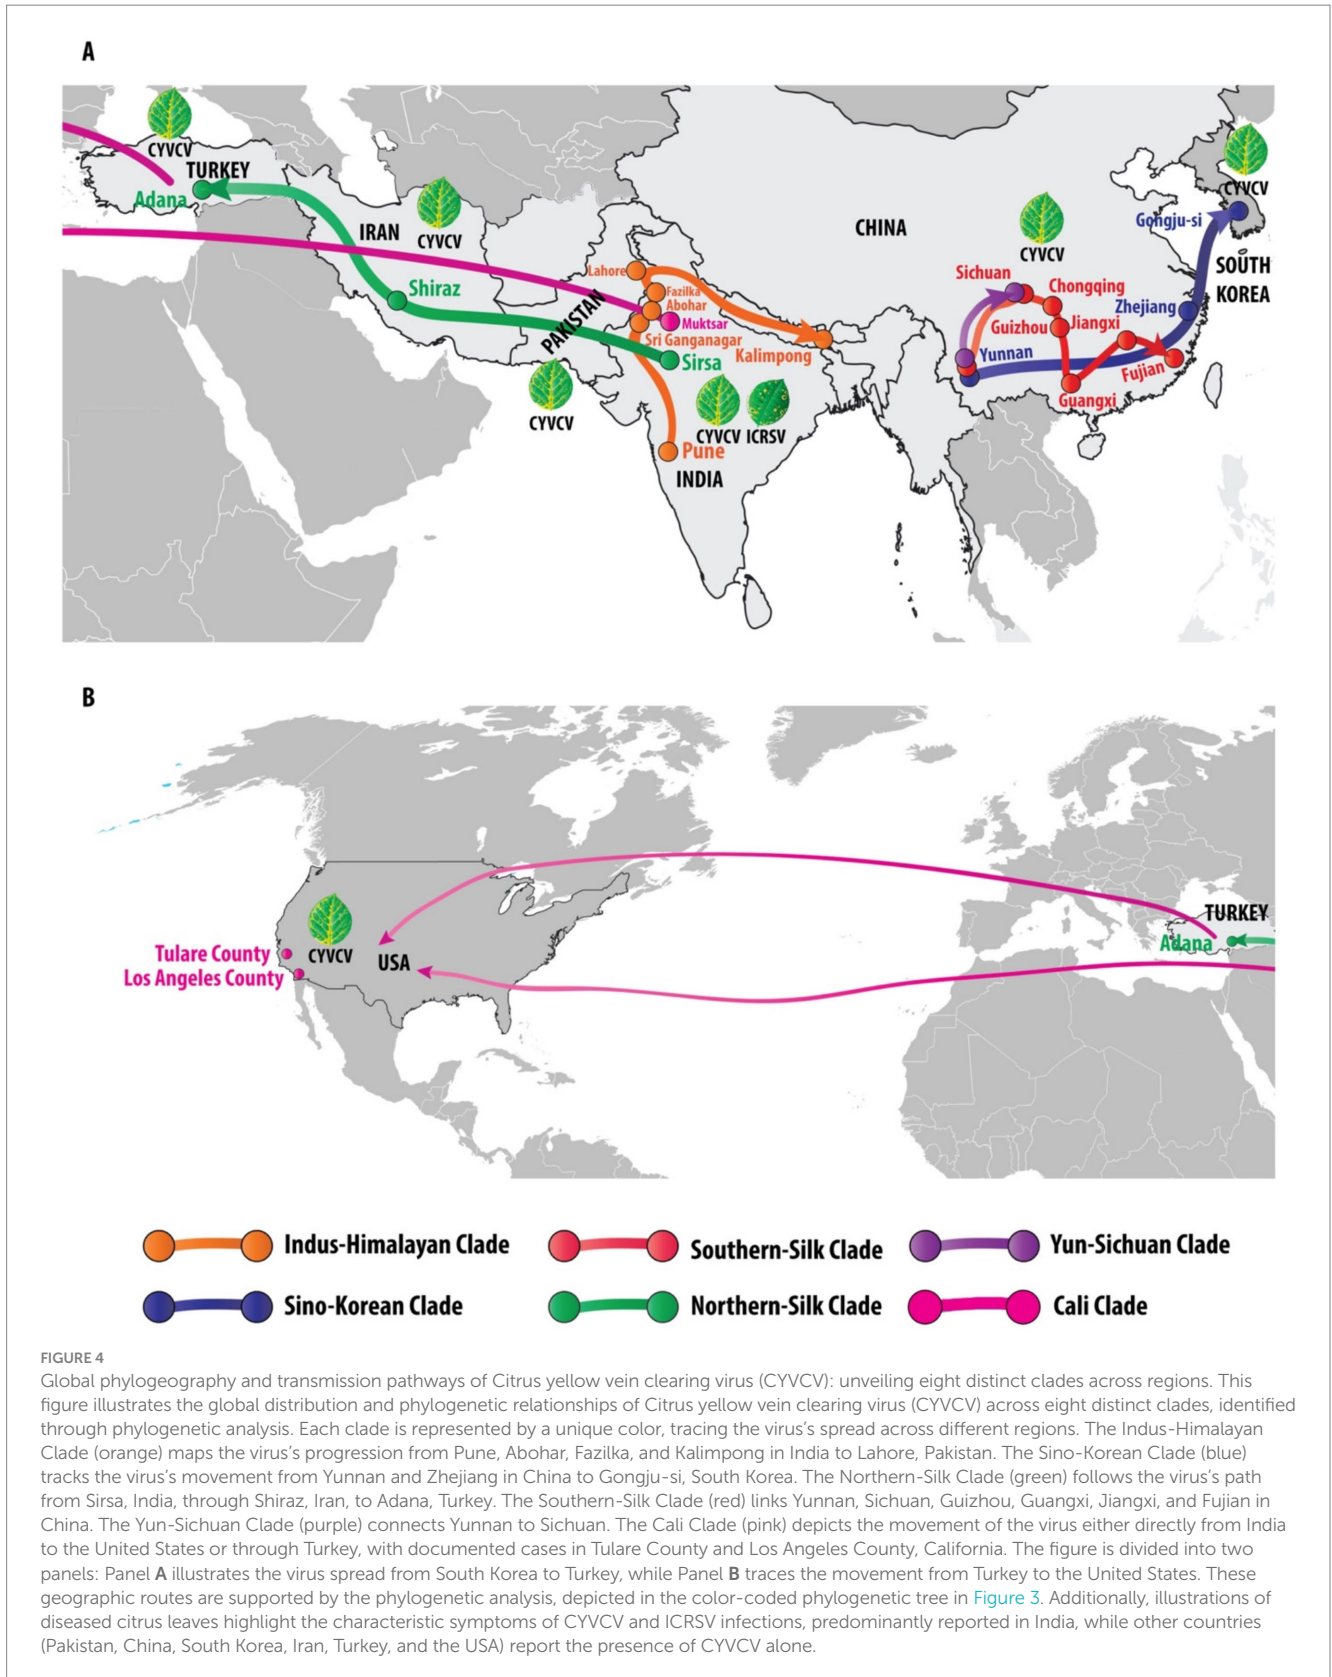 A
CYVCV
TURKEY
Adana
IRAN
CYVCV
Shiraz
PAKISTAN
CYVCV
Lahore
Fazilka
Abohar
Muktsar
Sri Ganganagar
Kalimpong
Sirsa
CYVCV ICRSV
Pune
INDIA
CHINA
CYVCV
Sichuan
Chongqing
Guizhou
Jiangxi
Yunnan
Guangxi
Fujian
Zhejiang
CYVCV
Gongju-si
SOUTH
KOREA
B
TURKEY
Adana
CYVCV
USA
Tulare County
Los Angeles County
Indus-Himalayan Clade
Southern-Silk Clade
Yun-Sichuan Clade
Sino-Korean Clade
Northern-Silk Clade
Cali Clade
FIGURE 4
Global phylogeography and transmission pathways of Citrus yellow vein clearing virus (CYVCV): unveiling eight distinct clades across regions. This
figure illustrates the global distribution and phylogenetic relationships of Citrus yellow vein clearing virus (CYVCV) across eight distinct clades, identified
through phylogenetic analysis. Each clade is represented by a unique color, tracing the virus's spread across different regions. The Indus-Himalayan
Clade (orange) maps the virus's progression from Pune, Abohar, Fazilka, and Kalimpong in India to Lahore, Pakistan. The Sino-Korean Clade (blue)
tracks the virus's movement from Yunnan and Zhejiang in China to Gongju-si, South Korea. The Northern-Silk Clade (green) follows the virus's path
from Sirsa, India, through Shiraz, Iran, to Adana, Turkey. The Southern-Silk Clade (red) links Yunnan, Sichuan, Guizhou, Guangxi, Jiangxi, and Fujian in
China. The Yun-Sichuan Clade (purple) connects Yunnan to Sichuan. The Cali Clade (pink) depicts the movement of the virus either directly from India
to the United States or through Turkey, with documented cases in Tulare County and Los Angeles County, California. The figure is divided into two
panels: Panel A illustrates the virus spread from South Korea to Turkey, while Panel B traces the movement from Turkey to the United States. These
geographic routes are supported by the phylogenetic analysis, depicted in the color-coded phylogenetic tree in Figure 3. Additionally, illustrations of
diseased citrus leaves highlight the characteristic symptoms of CYVCV and ICRSV infections, predominantly reported in India, while other countries
(Pakistan, China, South Korea, Iran, Turkey, and the USA) report the presence of CYVCV alone.